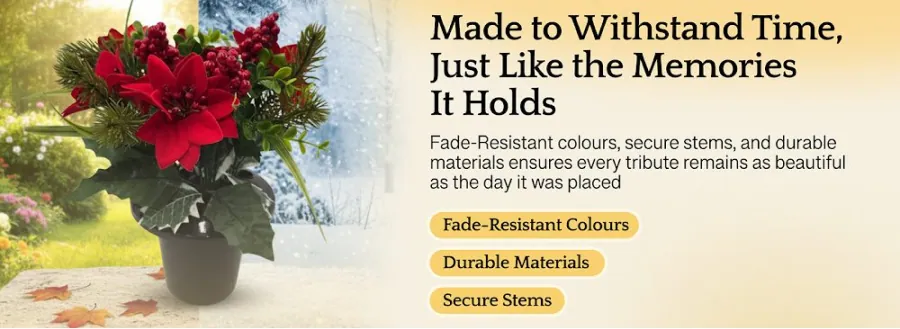 Made to Withstand Time,
Just Like the Memories
It Holds
Fade-Resistant colours, secure stems, and durable
materials ensures every tribute remains as beautiful
as the day it was placed
Fade-Resistant Colours
Durable Materials
Secure Stems